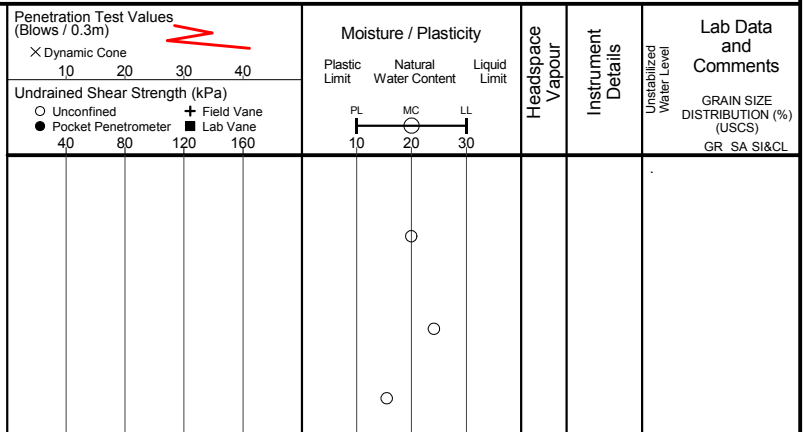 Penetration Test Values
(Blows / 0.3m)
× Dynamic Cone
10 20 30 40
Undrained Shear Strength (kPa)
Unconfined + Field Vane
Pocket Penetrometer Lab Vane
40 80 120 160
Moisture / Plasticity
Plastic Natural Liquid
Limit Water Content Limit
PL MC LL
10 20 30
Headspace
Vapour
Instrument
Details
Unstabilized
Water Level
Lab Data
and
Comments
GRAIN SIZE
DISTRIBUTION (%)
(USCS)
GR SA SI&CL